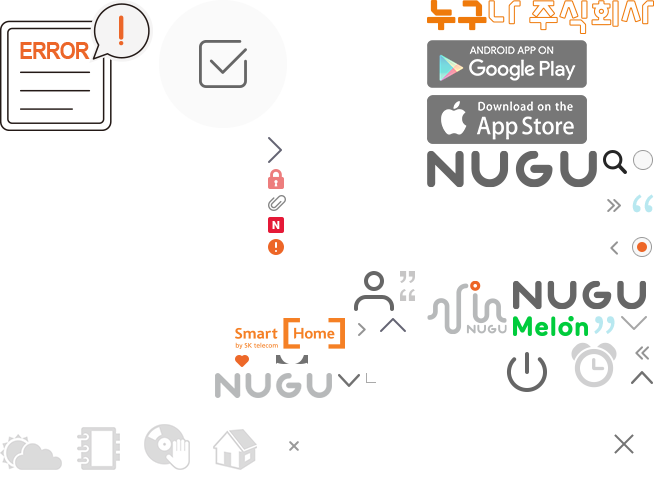 누구나 주식회사
ERROR
!
ANDROID APP ON
Google Play
Download on the
App Store
NUGU
N
!
NUGU
NUGU
Smart [Home]
by SK telecom
Melon
NUGU